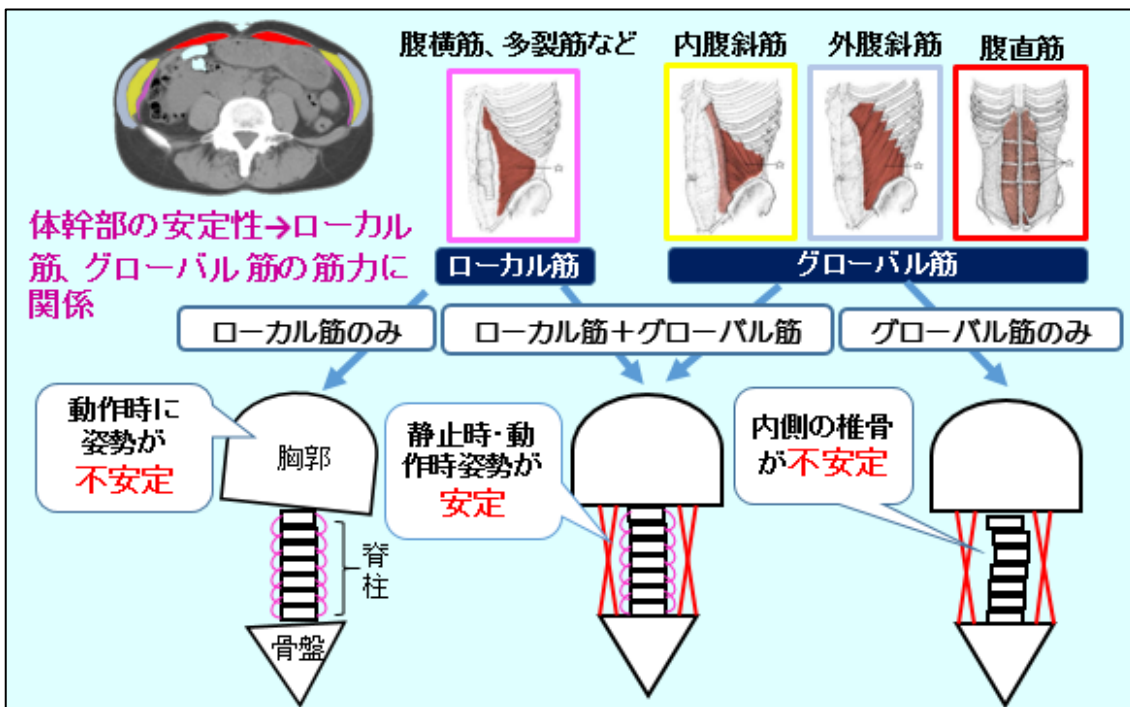 腹横筋、多裂筋など
内腹斜筋
外腹斜筋
腹直筋
体幹部の安定性→ローカル
筋、グローバル筋の筋力に
関係
ローカル筋
グローバル筋
ローカル筋のみ
ローカル筋＋グローバル筋
グローバル筋のみ
動作時に
姿勢が
不安定
胸郭
脊
柱
骨盤
静止時・動
作時姿勢が
安定
内側の椎骨
が不安定